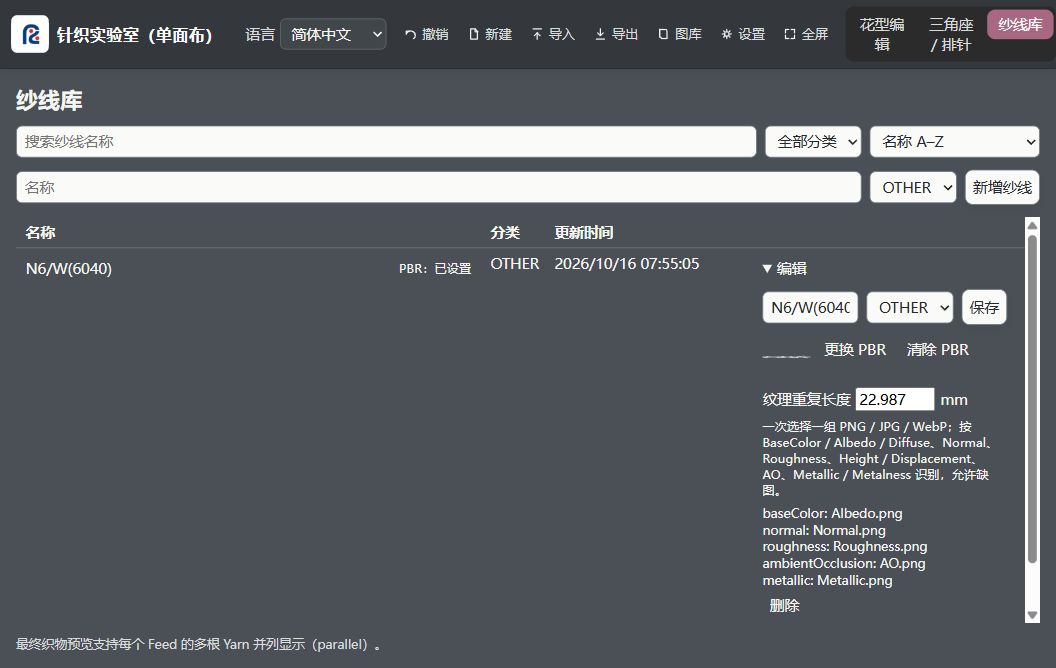 针织实验室（单面布） 语言 简体中文 撤销 新建 导入 导出 图库 设置 全屏 花型编辑 三角座 / 排针 纱线库
纱线库
搜索纱线名称 全部分类 名称 A–Z
名称 OTHER 新增纱线
名称 分类 更新时间
N6/W(6040) PBR：已设置 OTHER 2026/10/16 07:55:05 ▼ 编辑
N6/W(6040 OTHER 保存
更换 PBR 清除 PBR
纹理重复长度 22.987 mm
一次选择一组 PNG / JPG / WebP；按
BaseColor / Albedo / Diffuse、Normal、
Roughness、Height / Displacement、
AO、Metallic / Metalness 识别，允许缺
图。
baseColor: Albedo.png
normal: Normal.png
roughness: Roughness.png
ambientOcclusion: AO.png
metallic: Metallic.png
删除
最终织物预览支持每个 Feed 的多根 Yarn 并列显示（parallel）。